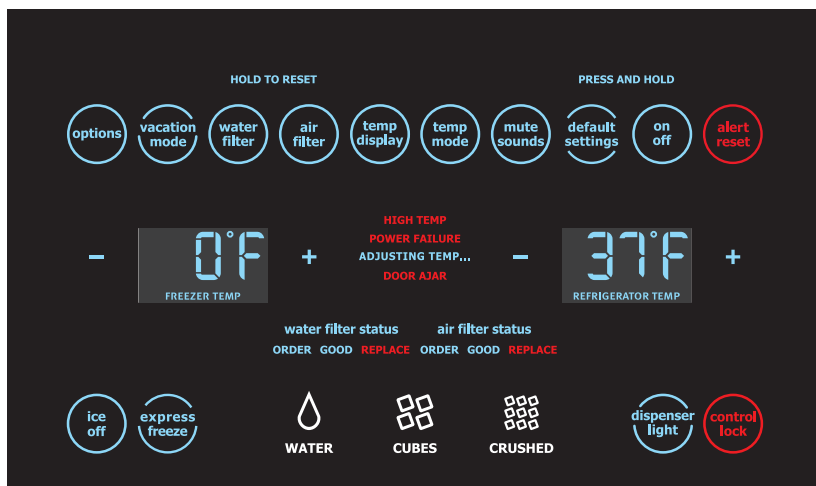 HOLD TO RESET PRESS AND HOLD
options vacation mode water filter air filter temp display temp mode mute sounds default settings on off alert reset
HIGH TEMP
POWER FAILURE
ADJUSTING TEMP...
DOOR AJAR
- 0°F + - 37°F +
FREEZER TEMP REFRIGERATOR TEMP
water filter status air filter status
ORDER GOOD REPLACE ORDER GOOD REPLACE
ice off express freeze dispenser light control lock
WATER CUBES CRUSHED